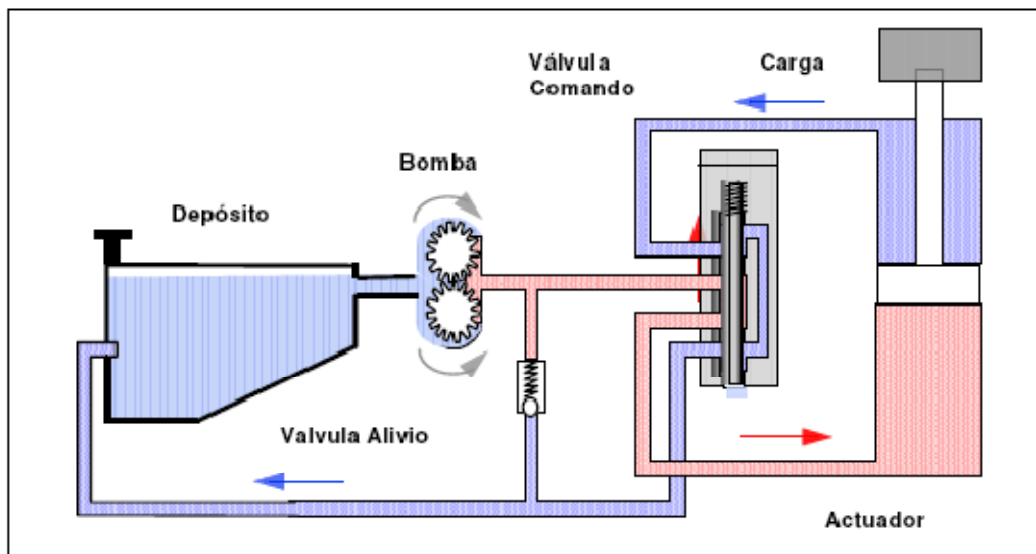 Válvula
Comando
Carga
Bomba
Depósito
Valvula Alivio
Actuador